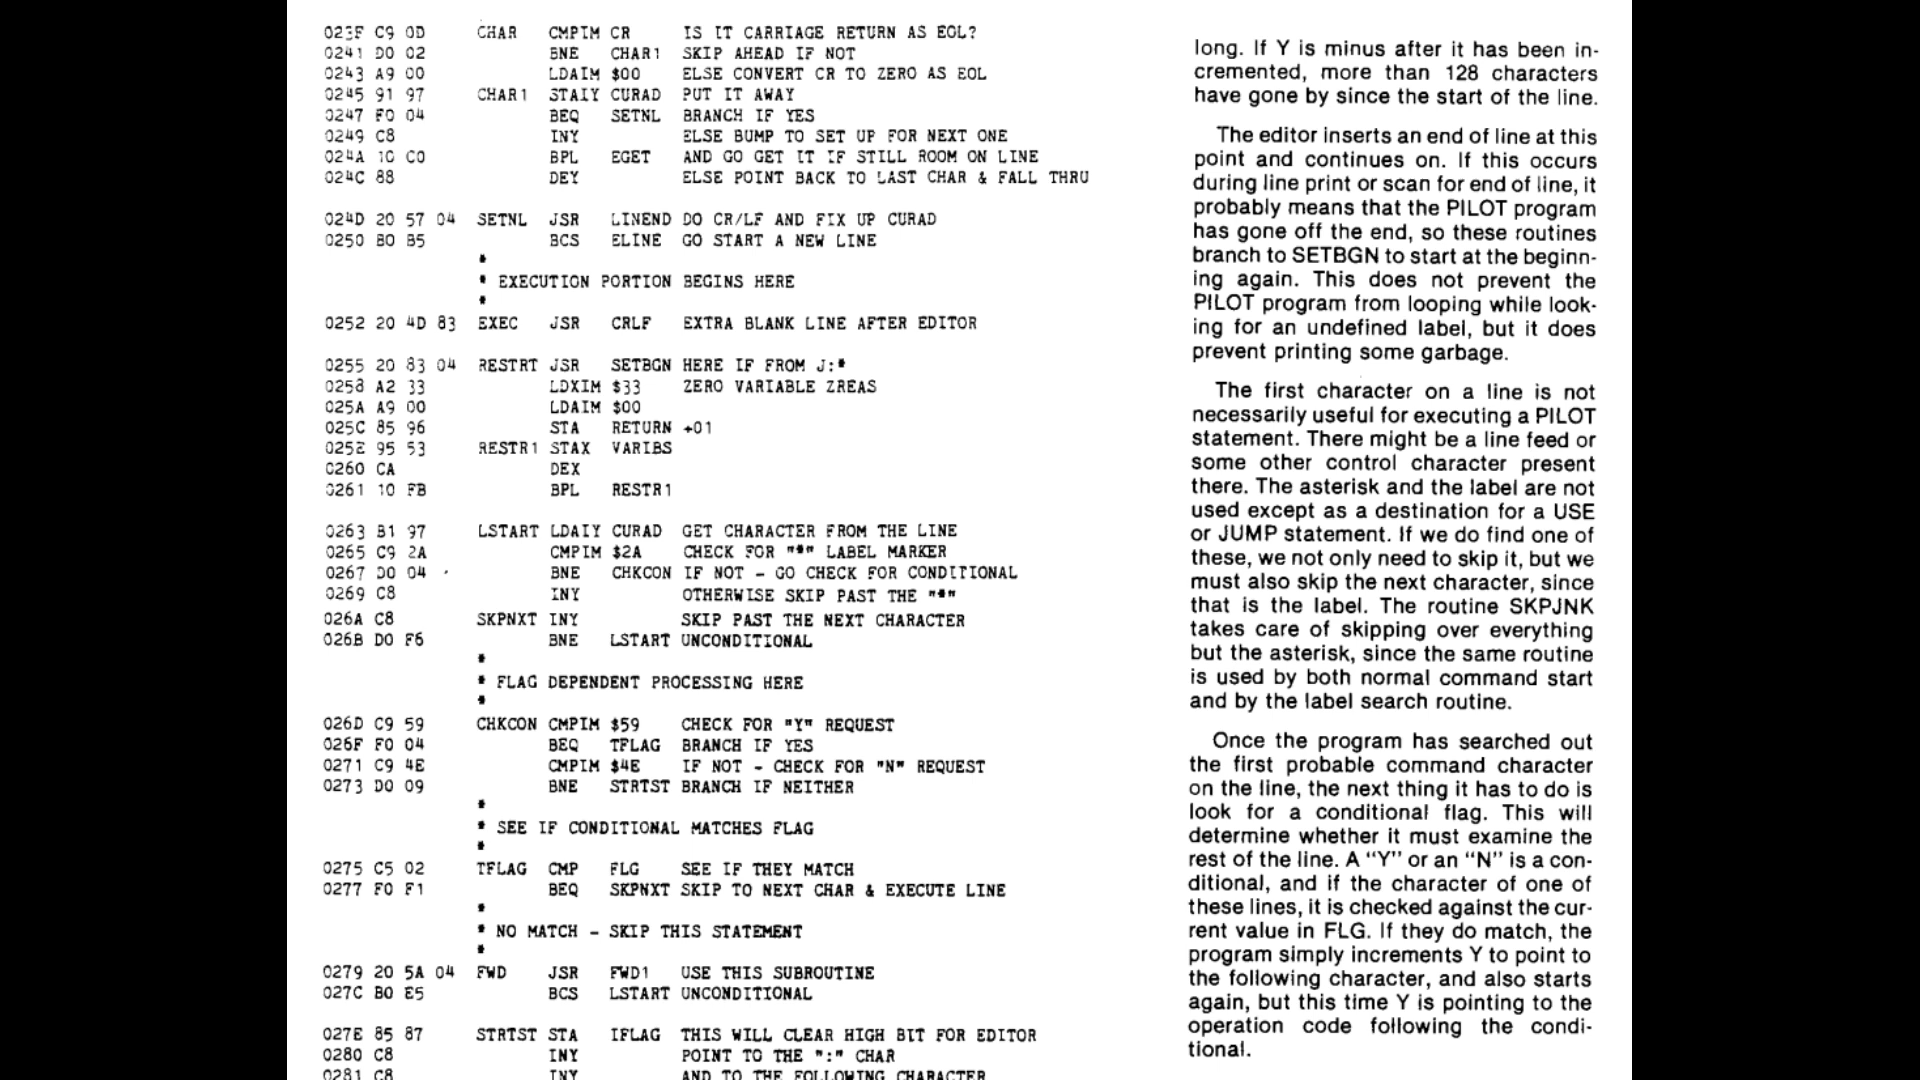 023F C9 0D CHAR CMPIM CR IS IT CARRIAGE RETURN AS EOL?
0241 D0 02 BNE CHAR1 SKIP AHEAD IF NOT
0243 A9 00 LDAIM $00 ELSE CONVERT CR TO ZERO AS EOL
0245 91 97 CHAR1 STAIY CURAD PUT IT AWAY
0247 F0 04 BEQ SETNL BRANCH IF YES
0249 C8 INY ELSE BUMP TO SET UP FOR NEXT ONE
024A 10 C0 BPL EGET AND GO GET IT IF STILL ROOM ON LINE
024C 88 DEY ELSE POINT BACK TO LAST CHAR & FALL THRU
024D 20 57 04 SETNL JSR LINEND DO CR/LF AND FIX UP CURAD
0250 B0 B5 BCS ELINE GO START A NEW LINE
*
* EXECUTION PORTION BEGINS HERE
*
0252 20 4D 83 EXEC JSR CRLF EXTRA BLANK LINE AFTER EDITOR
0255 20 83 04 RESTRT JSR SETBGN HERE IF FROM J:*
0258 A2 33 LDXIM $33 ZERO VARIABLE ZREAS
025A A9 00 LDAIM $00
025C 85 96 STA RETURN +01
025E 95 53 RESTR1 STAX VARIBS
0260 CA DEX
0261 10 FB BPL RESTR1
0263 B1 97 LSTART LDAIY CURAD GET CHARACTER FROM THE LINE
0265 C9 2A CMPIM $2A CHECK FOR "*" LABEL MARKER
0267 D0 04 BNE CHKCON IF NOT - GO CHECK FOR CONDITIONAL
0269 C8 INY OTHERWISE SKIP PAST THE "*"
026A C8 SKPNXT INY SKIP PAST THE NEXT CHARACTER
026B D0 F6 BNE LSTART UNCONDITIONAL
*
* FLAG DEPENDENT PROCESSING HERE
*
026D C9 59 CHKCON CMPIM $59 CHECK FOR "Y" REQUEST
026F F0 04 BEQ TFLAG BRANCH IF YES
0271 C9 4E CMPIM $4E IF NOT - CHECK FOR "N" REQUEST
0273 D0 09 BNE STRTST BRANCH IF NEITHER
*
* SEE IF CONDITIONAL MATCHES FLAG
*
0275 C5 02 TFLAG CMP FLG SEE IF THEY MATCH
0277 F0 F1 BEQ SKPNXT SKIP TO NEXT CHAR & EXECUTE LINE
*
* NO MATCH - SKIP THIS STATEMENT
*
0279 20 5A 04 FWD JSR FWD1 USE THIS SUBROUTINE
027C B0 E5 BCS LSTART UNCONDITIONAL
027E 85 87 STRTST STA IFLAG THIS WILL CLEAR HIGH BIT FOR EDITOR
0280 C8 INY POINT TO THE ":" CHAR
0281 C8 INY AND TO THE FOLLOWING CHARACTER
long. If Y is minus after it has been in-
cremented, more than 128 characters
have gone by since the start of the line.
The editor inserts an end of line at this
point and continues on. If this occurs
during line print or scan for end of line, it
probably means that the PILOT program
has gone off the end, so these routines
branch to SETBGN to start at the beginn-
ing again. This does not prevent the
PILOT program from looping while look-
ing for an undefined label, but it does
prevent printing some garbage.
The first character on a line is not
necessarily useful for executing a PILOT
statement. There might be a line feed or
some other control character present
there. The asterisk and the label are not
used except as a destination for a USE
or JUMP statement. If we do find one of
these, we not only need to skip it, but we
must also skip the next character, since
that is the label. The routine SKPJNK
takes care of skipping over everything
but the asterisk, since the same routine
is used by both normal command start
and by the label search routine.
Once the program has searched out
the first probable command character
on the line, the next thing it has to do is
look for a conditional flag. This will
determine whether it must examine the
rest of the line. A “Y” or an “N” is a con-
ditional, and if the character of one of
these lines, it is checked against the cur-
rent value in FLG. If they do match, the
program simply increments Y to point to
the following character, and also starts
again, but this time Y is pointing to the
operation code following the condi-
tional.